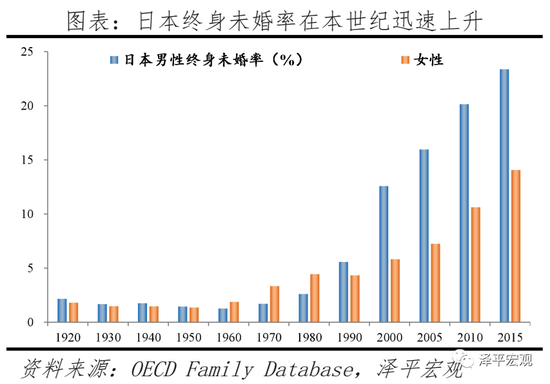 图表：日本终身未婚率在本世纪迅速上升
日本男性终身未婚率（%） 女性
25
20
15
10
5
0
1920 1930 1940 1950 1960 1970 1980 1990 2000 2005 2010 2015
资料来源：OECD Family Database，泽平宏观
泽平宏观